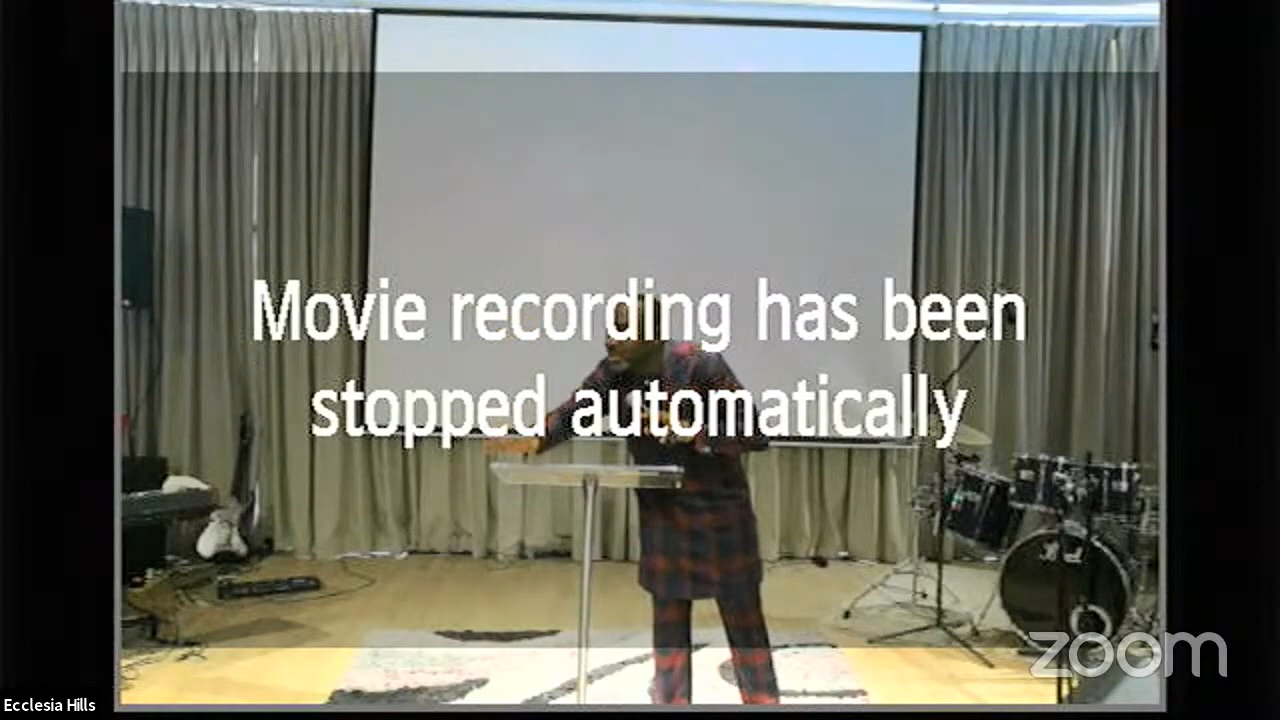 Movie recording has been
stopped automatically
zoom
Ecclesia Hills